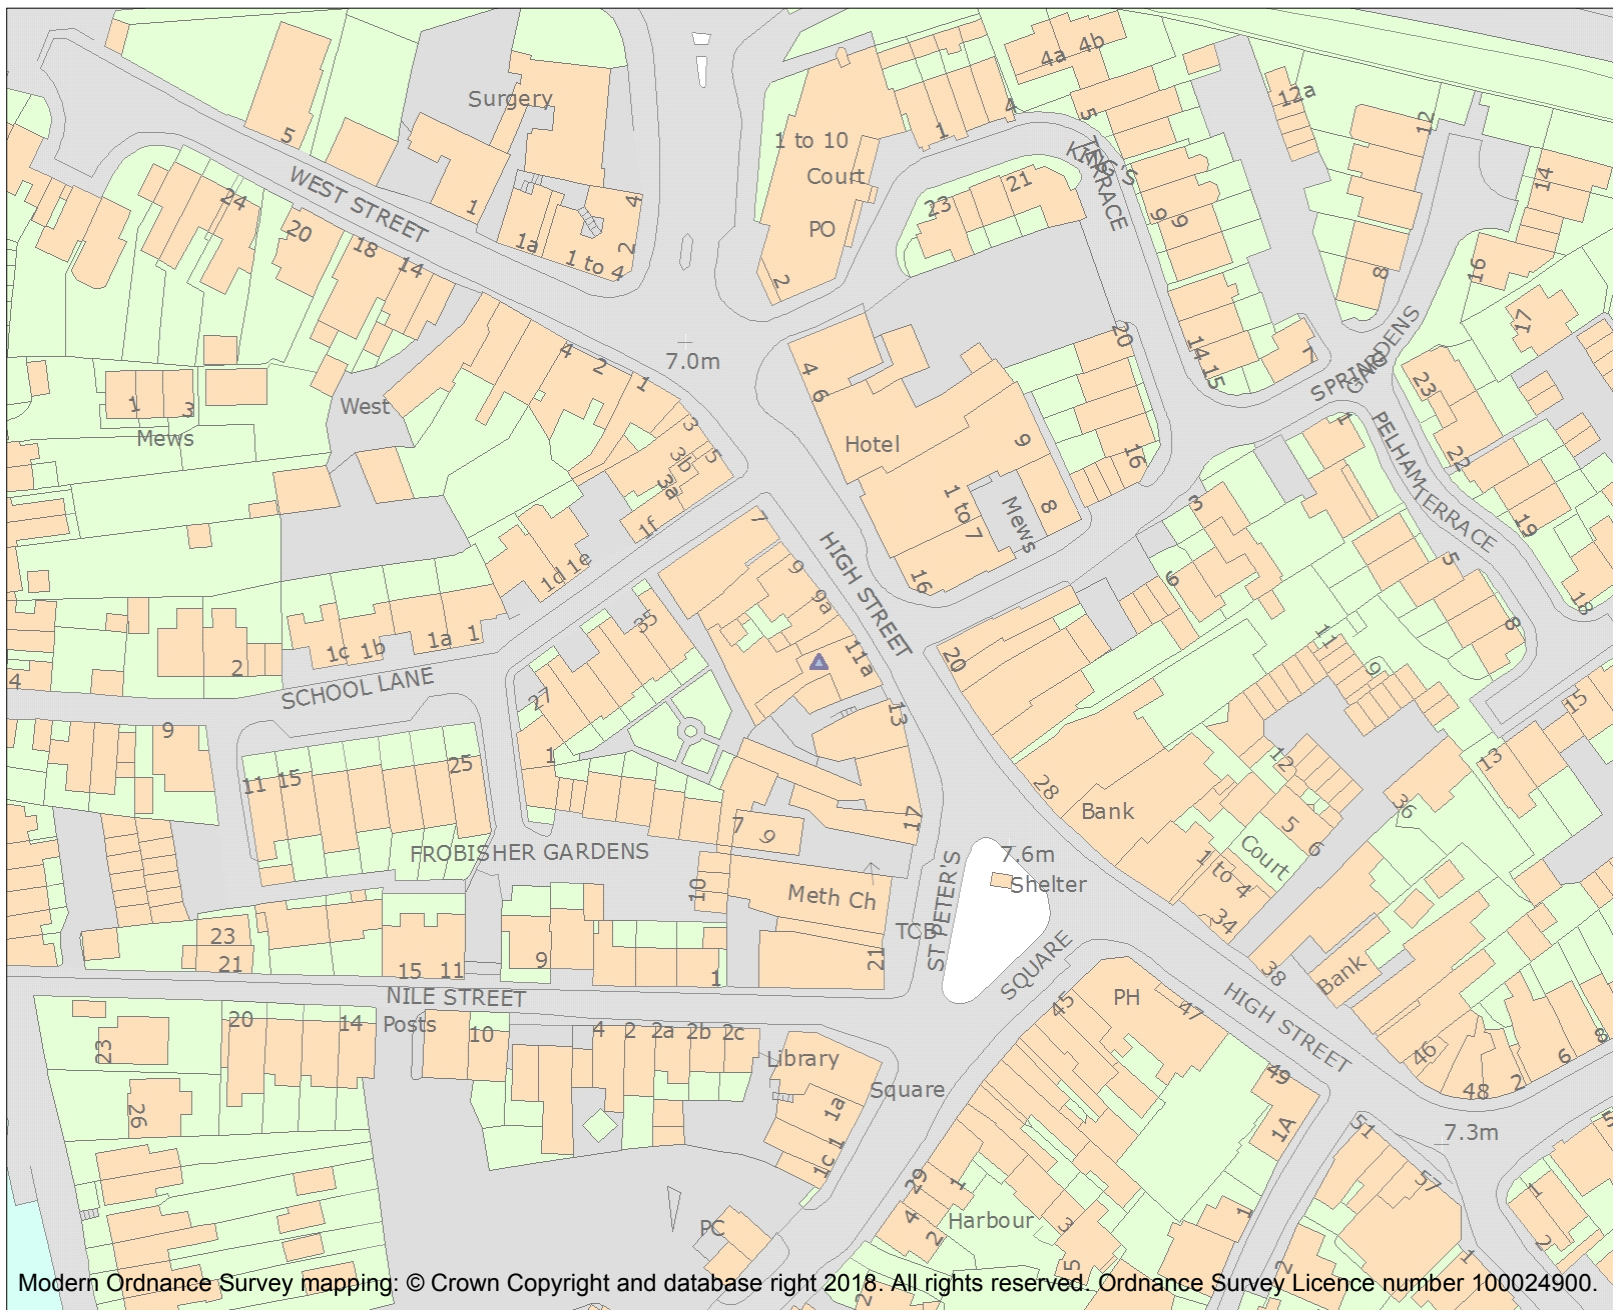 Surgery
5
WEST STREET
24
20
18
14
1
1a
1 to 4
2
4
1 to 10
Court
PO
2
1
4
4a
4b
5
KING'S
TERRACE
23
21
9
9
12a
12
14
16
8
17
7
14
15
20
16
SPRING
GARDENS
23
22
PELHAM
TERRACE
1
19
18
5
8
7.0m
4
2
1
3
5
3b
3a
1f
West
1
3
Mews
4
6
Hotel
9
8
1 to 7
Mews
16
3
6
HIGH STREET
7
9
9a
11a
13
17
1d
1e
35
27
1
1c
1b
1a
1
2
4
SCHOOL LANE
9
11
15
25
FROBISHER GARDENS
7
9
10
Meth Ch
TCB
ST PETER'S
SQUARE
7.6m
Shelter
21
20
28
Bank
11
9
12
5
6
Court
1 to 4
34
36
13
15
38
Bank
HIGH STREET
46
48
2
6
8
23
21
15
11
9
1
NILE STREET
Posts
20
14
10
4
2
2a
2b
2c
23
26
Library
Square
1a
1
1c
PC
45
PH
47
49
1A
51
57
7.3m
29
1
4
2
Harbour
3
5
1
2
1
1
2
5
2
Modern Ordnance Survey mapping: © Crown Copyright and database right 2018. All rights reserved. Ordnance Survey Licence number 100024900.